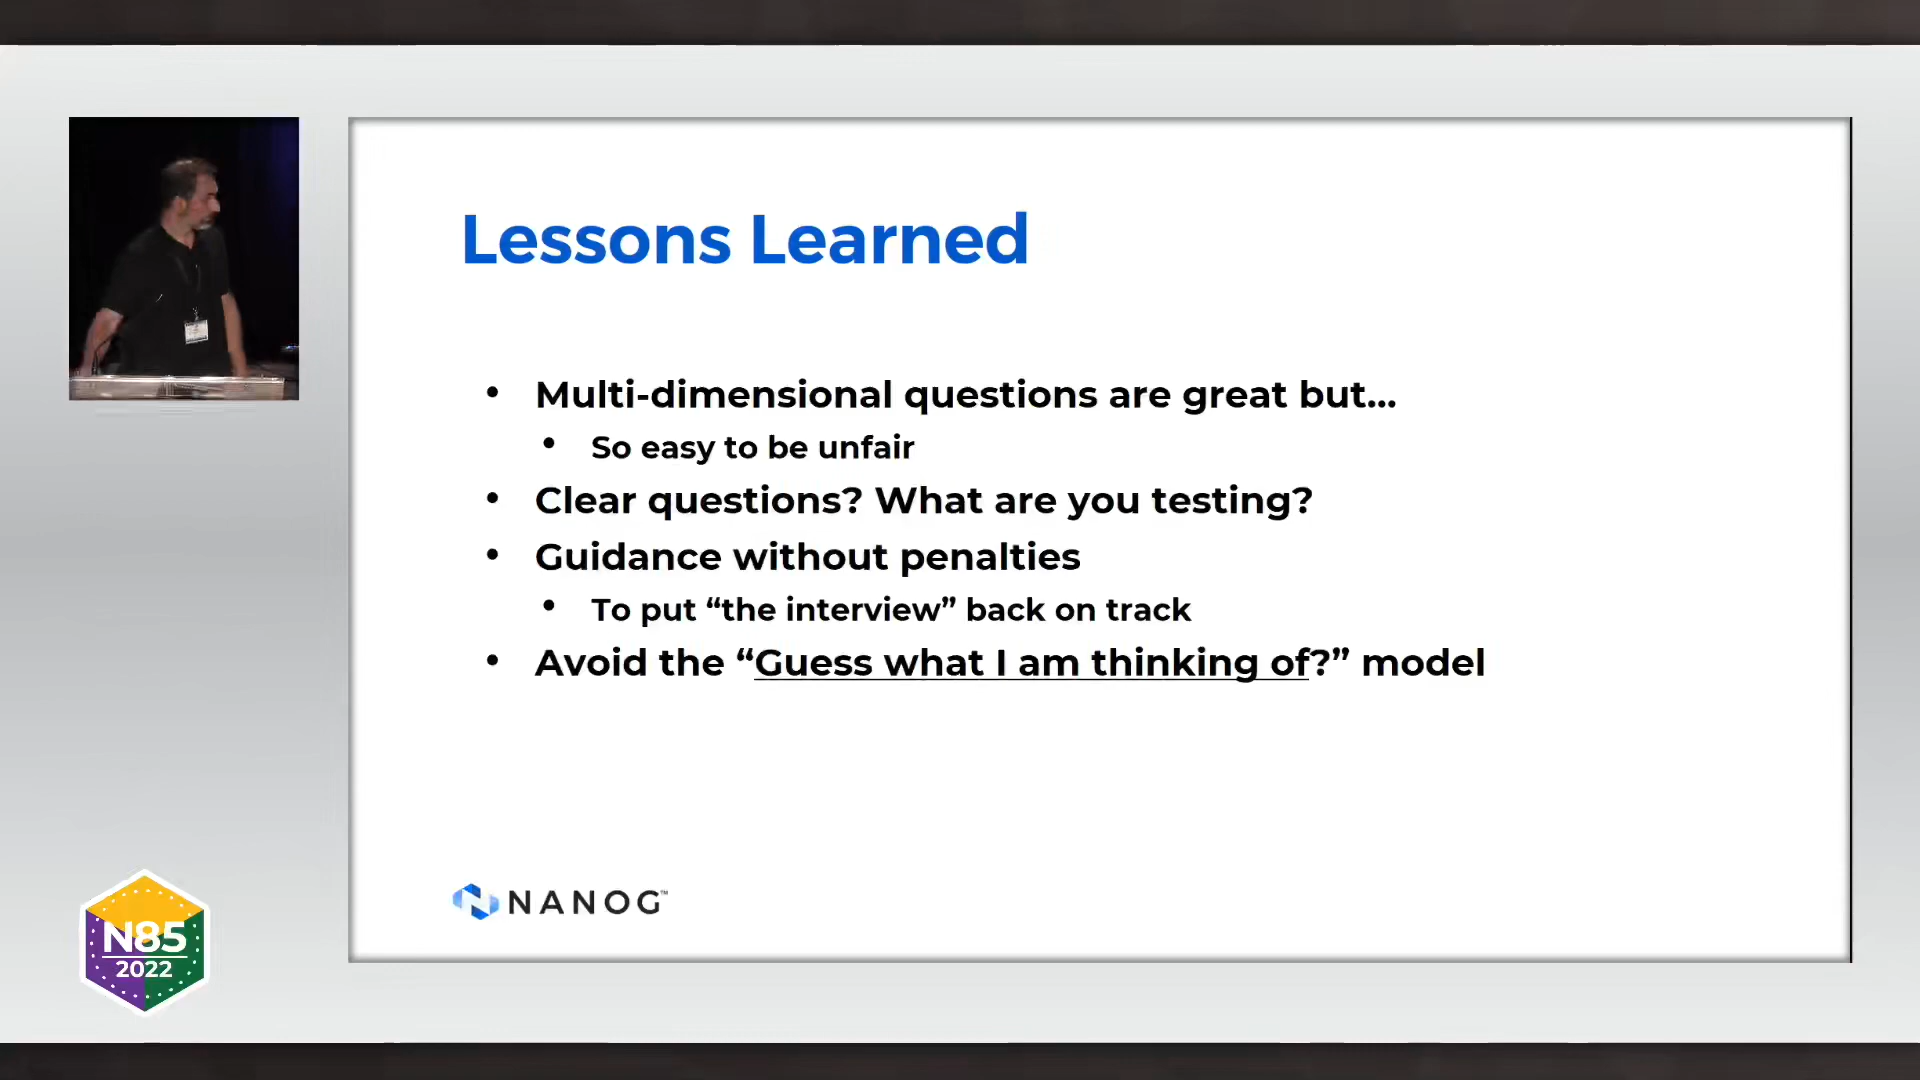 Lessons Learned
• Multi-dimensional questions are great but...
• So easy to be unfair
• Clear questions? What are you testing?
• Guidance without penalties
• To put “the interview” back on track
• Avoid the “Guess what I am thinking of?” model
NANOG™
N85
2022